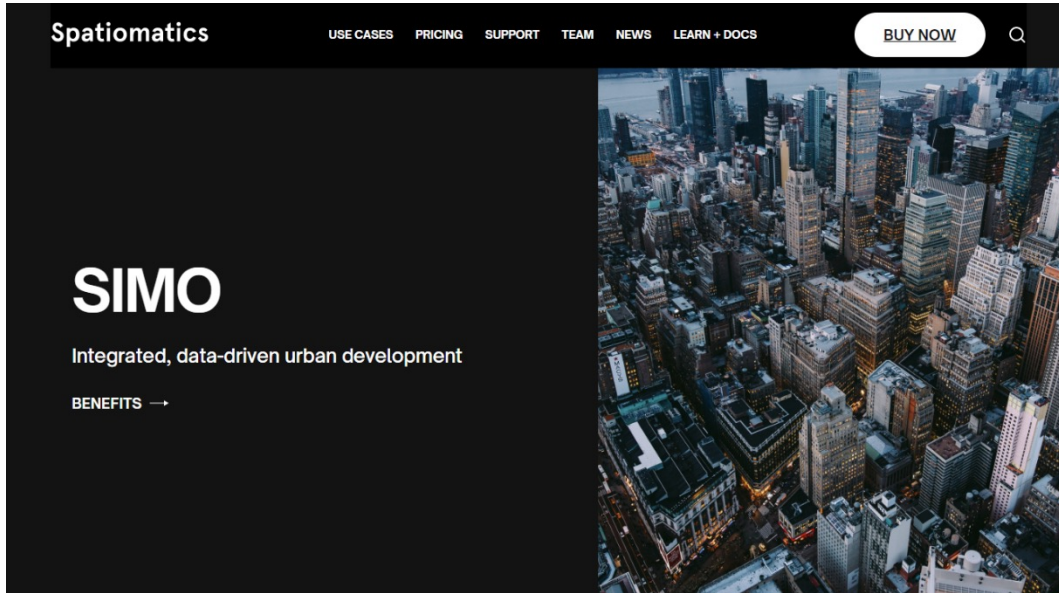 Spatiomatics
USE CASES PRICING SUPPORT TEAM NEWS LEARN + DOCS
BUY NOW
SIMO
Integrated, data-driven urban development
BENEFITS →